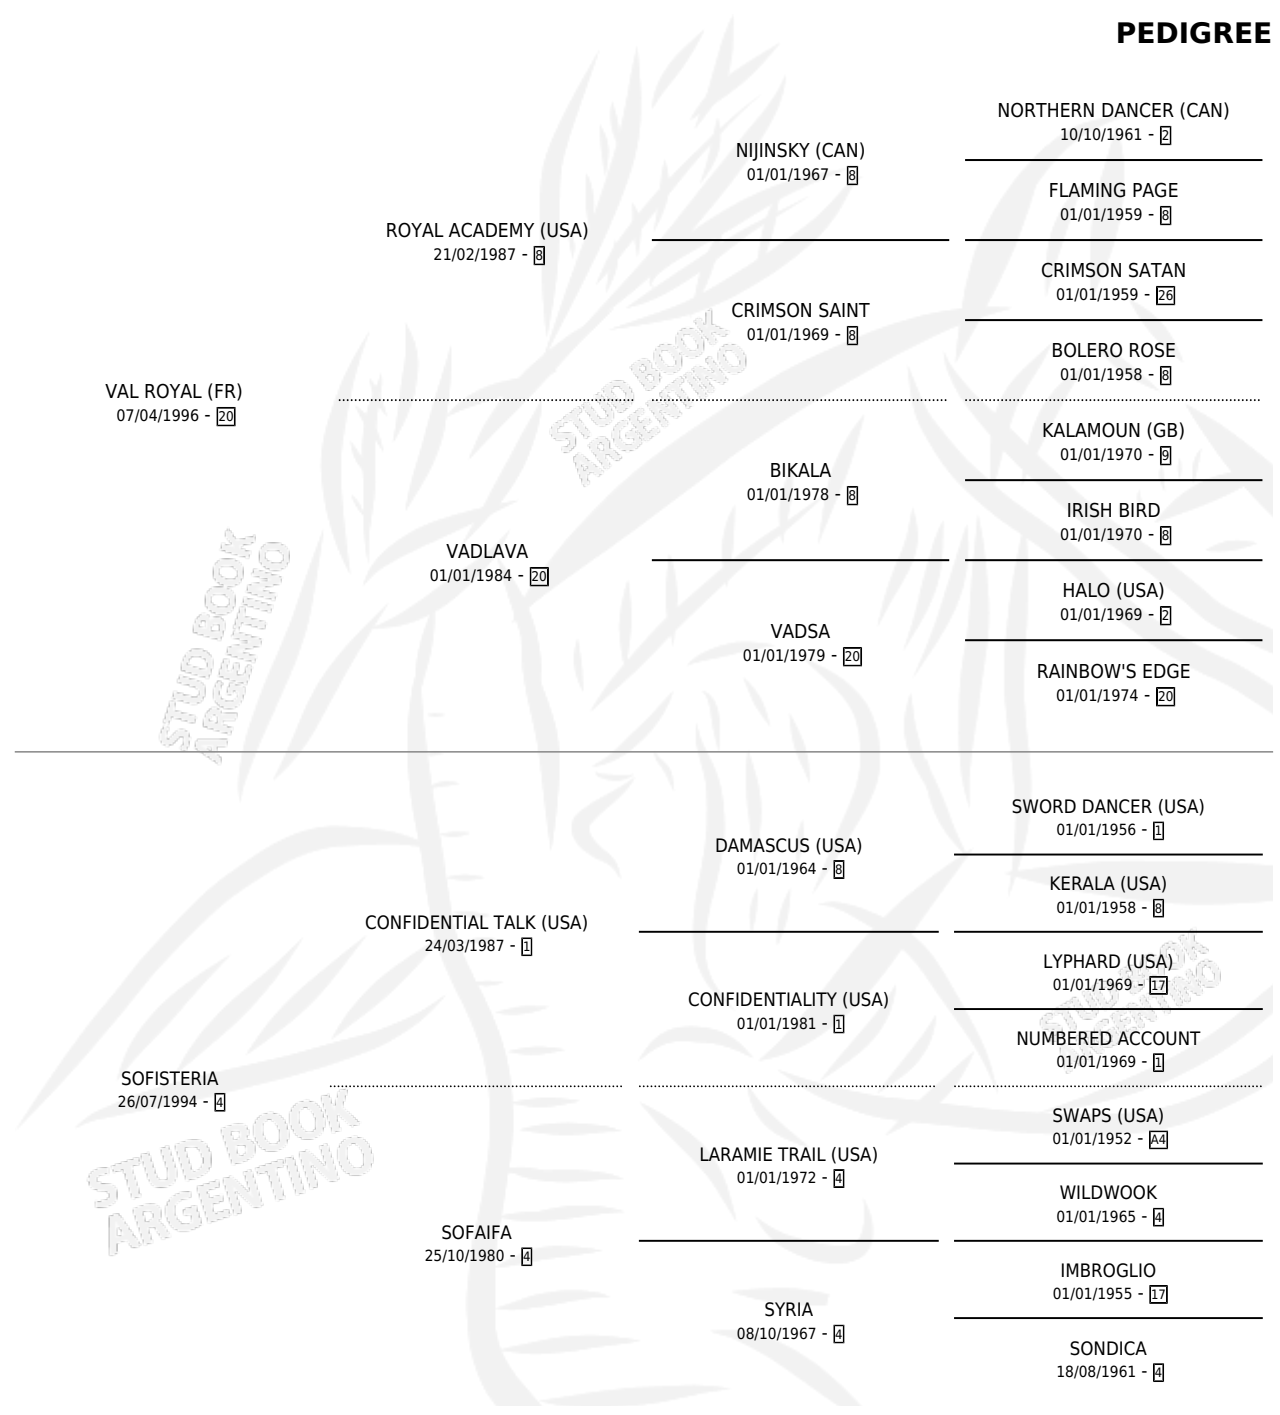 PEDIGREE
NORTHERN DANCER (CAN)
10/10/1961 - 2
NIJINSKY (CAN)
01/01/1967 - 8
FLAMING PAGE
01/01/1959 - 8
ROYAL ACADEMY (USA)
21/02/1987 - 8
CRIMSON SATAN
01/01/1959 - 26
CRIMSON SAINT
01/01/1969 - 8
BOLERO ROSE
01/01/1958 - 8
VAL ROYAL (FR)
07/04/1996 - 20
KALAMOUN (GB)
01/01/1970 - 9
BIKALA
01/01/1978 - 8
IRISH BIRD
01/01/1970 - 8
VADLAVA
01/01/1984 - 20
HALO (USA)
01/01/1969 - 2
VADSA
01/01/1979 - 20
RAINBOW'S EDGE
01/01/1974 - 20
STUD BOOK
ARGENTINO
STUD BOOK
ARGENTINO
SWORD DANCER (USA)
01/01/1956 - 1
DAMASCUS (USA)
01/01/1964 - 8
KERALA (USA)
01/01/1958 - 8
CONFIDENTIAL TALK (USA)
24/03/1987 - 1
LYPHARD (USA)
01/01/1969 - 17
CONFIDENTIALITY (USA)
01/01/1981 - 1
NUMBERED ACCOUNT
01/01/1969 - 1
SOFISTERIA
26/07/1994 - 4
SWAPS (USA)
01/01/1952 - A4
LARAMIE TRAIL (USA)
01/01/1972 - 4
WILDWOOK
01/01/1965 - 4
SOFAIFA
25/10/1980 - 4
IMBROGLIO
01/01/1955 - 17
SYRIA
08/10/1967 - 4
SONDICA
18/08/1961 - 4
STUD BOOK
ARGENTINO
STUD BOOK
ARGENTINO